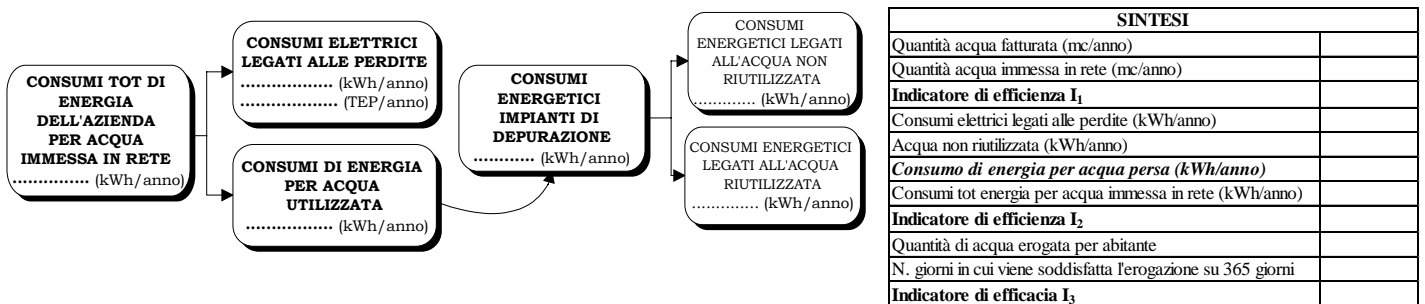 CONSUMI TOT DI
ENERGIA
DELL'AZIENDA
PER ACQUA
IMMESSA IN RETE
................ (kWh/anno)
CONSUMI ELETTRICI
LEGATI ALLE PERDITE
................... (kWh/anno)
.................... (TEP/anno)
CONSUMI DI ENERGIA
PER ACQUA
UTILIZZATA
.................. (kWh/anno)
CONSUMI
ENERGETICI
IMPIANTI DI
DEPURAZIONE
............ (kWh/anno)
CONSUMI
ENERGETICI LEGATI
ALL'ACQUA NON
RIUTILIZZATA
............. (kWh/anno)
CONSUMI ENERGETICI
LEGATI ALL'ACQUA
RIUTILIZZATA
.............. (kWh/anno)
SINTESI
Quantità acqua fatturata (mc/anno)
Quantità acqua immessa in rete (mc/anno)
Indicatore di efficienza I1
Consumi elettrici legati alle perdite (kWh/anno)
Acqua non riutilizzata (kWh/anno)
Consumo di energia per acqua persa (kWh/anno)
Consumi tot energia per acqua immessa in rete (kWh/anno)
Indicatore di efficienza I2
Quantità di acqua erogata per abitante
N. giorni in cui viene soddisfatta l'erogazione su 365 giorni
Indicatore di efficacia I3